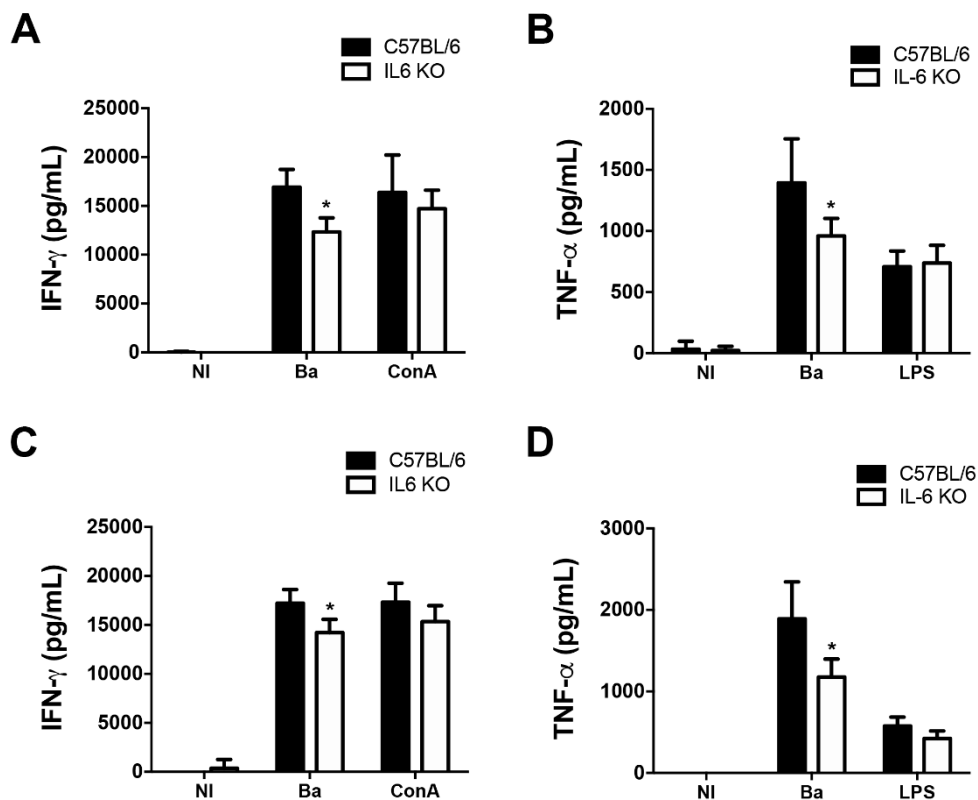 A
C57BL/6
IL6 KO
IFN-γ (pg/mL)
25000
20000
15000
10000
5000
0
*
NI Ba ConA
B
C57BL/6
IL-6 KO
TNF-α (pg/mL)
2000
1500
1000
500
0
*
NI Ba LPS
C
C57BL/6
IL6 KO
IFN-γ (pg/mL)
25000
20000
15000
10000
5000
0
*
NI Ba ConA
D
C57BL/6
IL-6 KO
TNF-α (pg/mL)
3000
2000
1000
0
*
NI Ba LPS